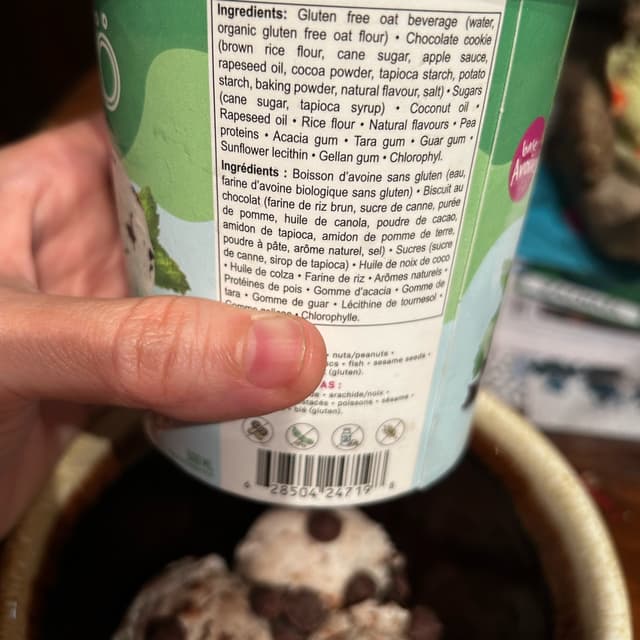 Ingredients: Gluten free oat beverage (water,
organic gluten free oat flour) • Chocolate cookie
(brown rice flour, cane sugar, apple sauce,
rapeseed oil, cocoa powder, tapioca starch, potato
starch, baking powder, natural flavour, salt) • Sugars
(cane sugar, tapioca syrup) • Coconut oil •
Rapeseed oil • Rice flour • Natural flavours • Pea
proteins • Acacia gum • Tara gum • Guar gum •
Sunflower lecithin • Gellan gum • Chlorophyl.
Ingrédients : Boisson d'avoine sans gluten (eau,
farine d'avoine biologique sans gluten) • Biscuit au
chocolat (farine de riz brun, sucre de canne, purée
de pomme, huile de canola, poudre de cacao,
amidon de tapioca, amidon de pomme de terre,
poudre à pâte, arôme naturel, sel) • Sucres (sucre
de canne, sirop de tapioca) • Huile de noix de coco
• Huile de colza • Farine de riz • Arômes naturels •
Protéines de pois • Gomme d'acacia • Gomme de
tara • Gomme de guar • Lécithine de tournesol •
Gomme • Chlorophylle.
• nuts/peanuts •
• fish • sesame seeds •
(gluten).
AS :
• arachide/noix •
• poissons • sésame •
(gluten).
6 28504 24719 8